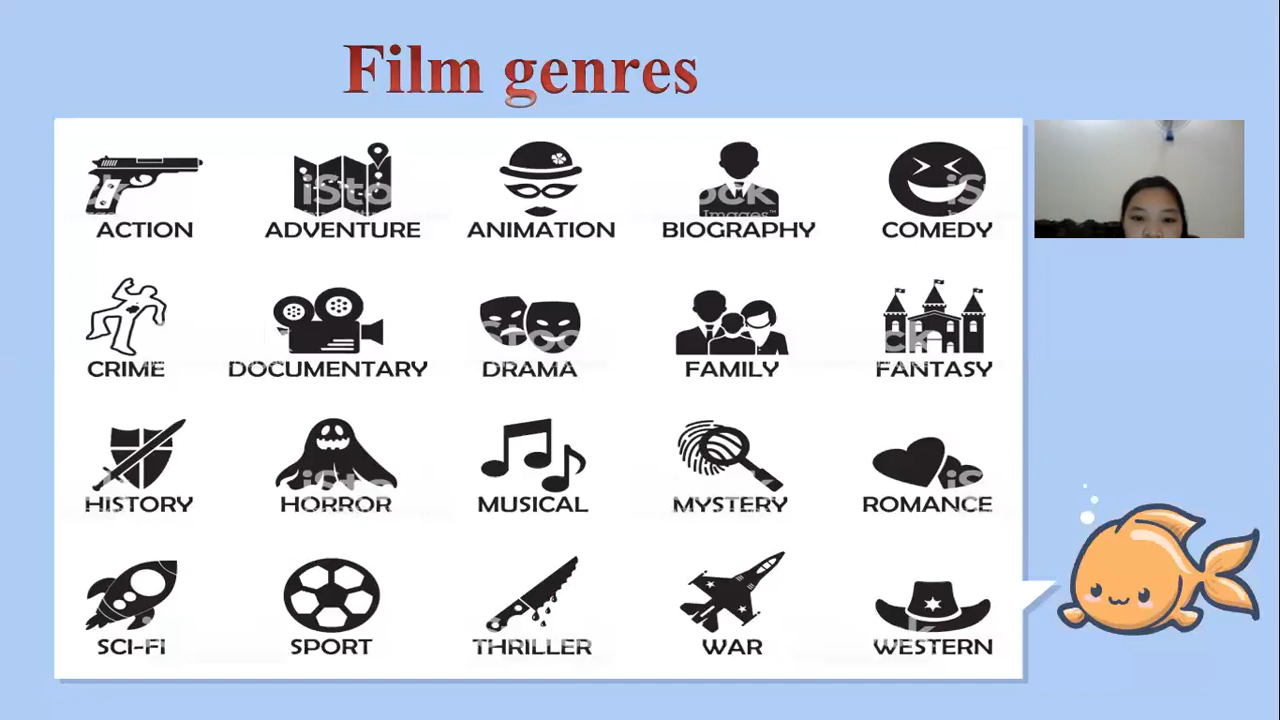 Film genres
ACTION ADVENTURE ANIMATION BIOGRAPHY COMEDY
CRIME DOCUMENTARY DRAMA FAMILY FANTASY
HISTORY HORROR MUSICAL MYSTERY ROMANCE
SCI-FI SPORT THRILLER WAR WESTERN